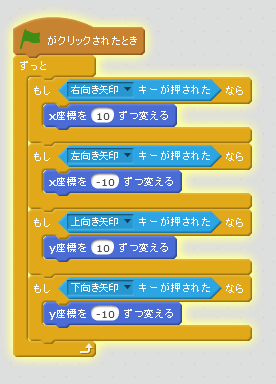 がクリックされたとき
ずっと
もし 右向き矢印 キーが押された なら
x座標を 10 ずつ変える
もし 左向き矢印 キーが押された なら
x座標を -10 ずつ変える
もし 上向き矢印 キーが押された なら
y座標を 10 ずつ変える
もし 下向き矢印 キーが押された なら
y座標を -10 ずつ変える